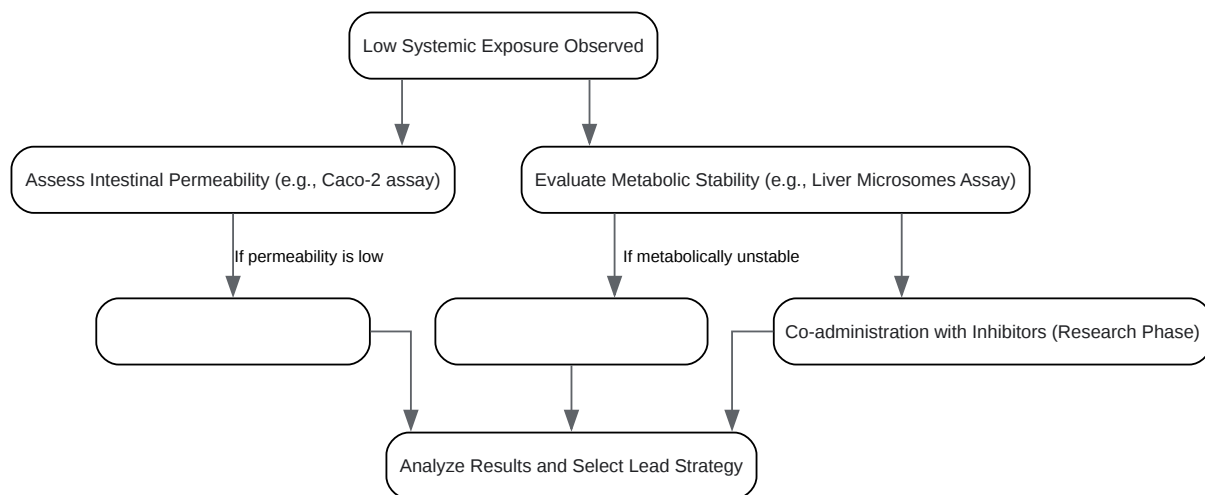 Low Systemic Exposure Observed
Assess Intestinal Permeability (e.g., Caco-2 assay)
Evaluate Metabolic Stability (e.g., Liver Microsomes Assay)
If permeability is low
If metabolically unstable
Co-administration with Inhibitors (Research Phase)
Analyze Results and Select Lead Strategy